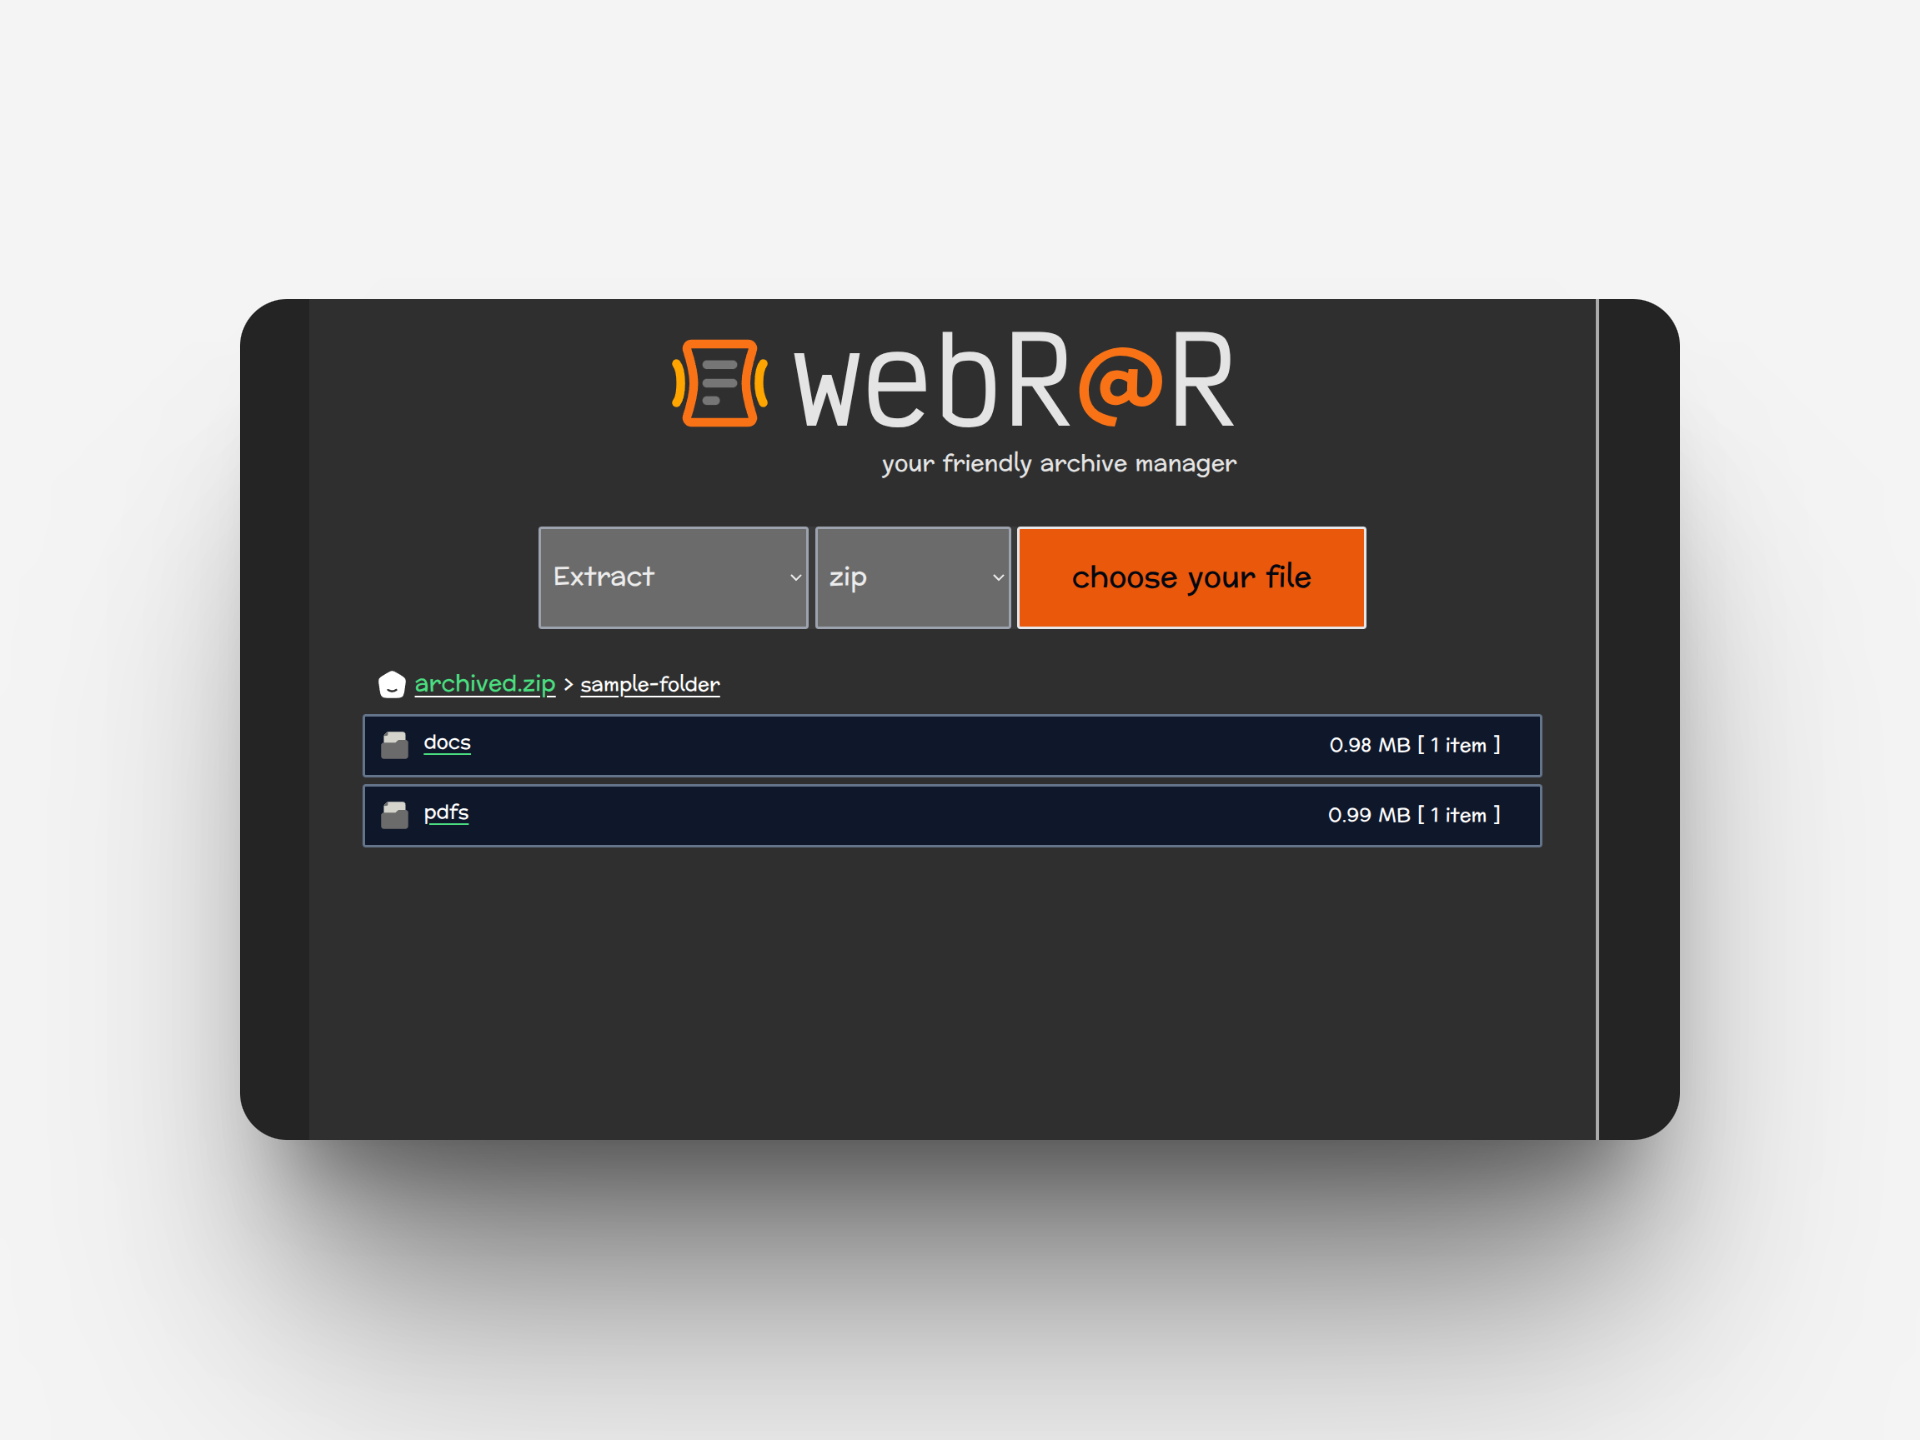 webR@R
your friendly archive manager
Extract
zip
choose your file
archived.zip > sample-folder
docs 0.98 MB [ 1 item ]
pdfs 0.99 MB [ 1 item ]